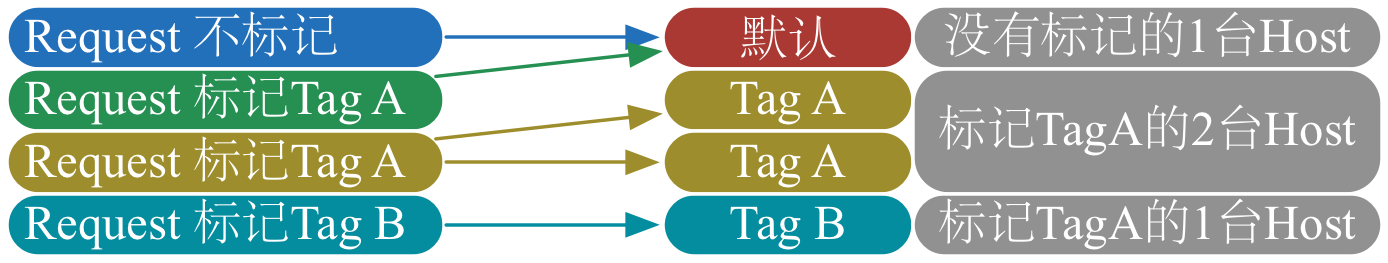 Request 不标记
默认
没有标记的1台Host
Request 标记Tag A
Tag A
标记TagA的2台Host
Request 标记Tag A
Tag A
Request 标记Tag B
Tag B
标记TagA的1台Host